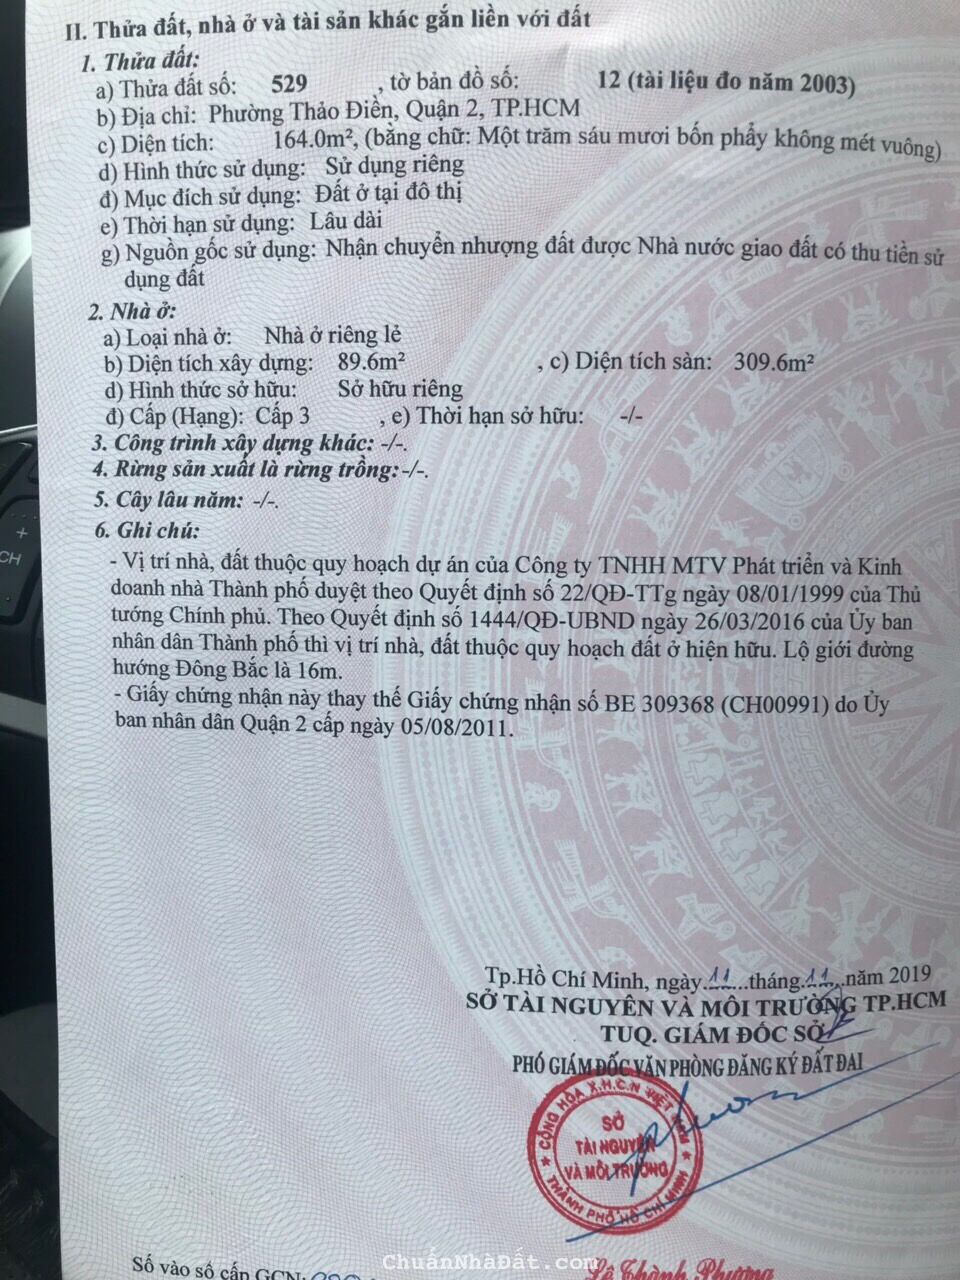 II. Thửa đất, nhà ở và tài sản khác gắn liền với đất
1. Thửa đất:
a) Thửa đất số: 529 , tờ bản đồ số: 12 (tài liệu đo năm 2003)
b) Địa chỉ: Phường Thảo Điền, Quận 2, TP.HCM
c) Diện tích: 164.0m², (bằng chữ: Một trăm sáu mươi bốn phẩy không mét vuông)
d) Hình thức sử dụng: Sử dụng riêng
đ) Mục đích sử dụng: Đất ở tại đô thị
e) Thời hạn sử dụng: Lâu dài
g) Nguồn gốc sử dụng: Nhận chuyển nhượng đất được Nhà nước giao đất có thu tiền sử
dụng đất
2. Nhà ở:
a) Loại nhà ở: Nhà ở riêng lẻ
b) Diện tích xây dựng: 89.6m² , c) Diện tích sàn: 309.6m²
d) Hình thức sở hữu: Sở hữu riêng
đ) Cấp (Hạng): Cấp 3 , e) Thời hạn sở hữu: -/-
3. Công trình xây dựng khác: -/-.
4. Rừng sản xuất là rừng trồng:-/-.
5. Cây lâu năm: -/-.
6. Ghi chú:
- Vị trí nhà, đất thuộc quy hoạch dự án của Công ty TNHH MTV Phát triển và Kinh
doanh nhà Thành phố duyệt theo Quyết định số 22/QĐ-TTg ngày 08/01/1999 của Thủ
tướng Chính phủ. Theo Quyết định số 1444/QĐ-UBND ngày 26/03/2016 của Ủy ban
nhân dân Thành phố thì vị trí nhà, đất thuộc quy hoạch đất ở hiện hữu. Lộ giới đường
hướng Đông Bắc là 16m.
- Giấy chứng nhận này thay thế Giấy chứng nhận số BE 309368 (CH00991) do Ủy
ban nhân dân Quận 2 cấp ngày 05/08/2011.
Tp.Hồ Chí Minh, ngày.11...tháng.11...năm 2019
SỞ TÀI NGUYÊN VÀ MÔI TRƯỜNG TP.HCM
TUQ. GIÁM ĐỐC SỞ
PHÓ GIÁM ĐỐC VĂN PHÒNG ĐĂNG KÝ ĐẤT ĐAI
CỘNG HÒA X.H.C.N VIỆT NAM
SỞ
TÀI NGUYÊN
VÀ MÔI TRƯỜNG
THÀNH PHỐ HỒ CHÍ MINH
Số vào sổ cấp GCN:
ChuẩnNhàĐất.com
Lê Thành Phương
+
CH